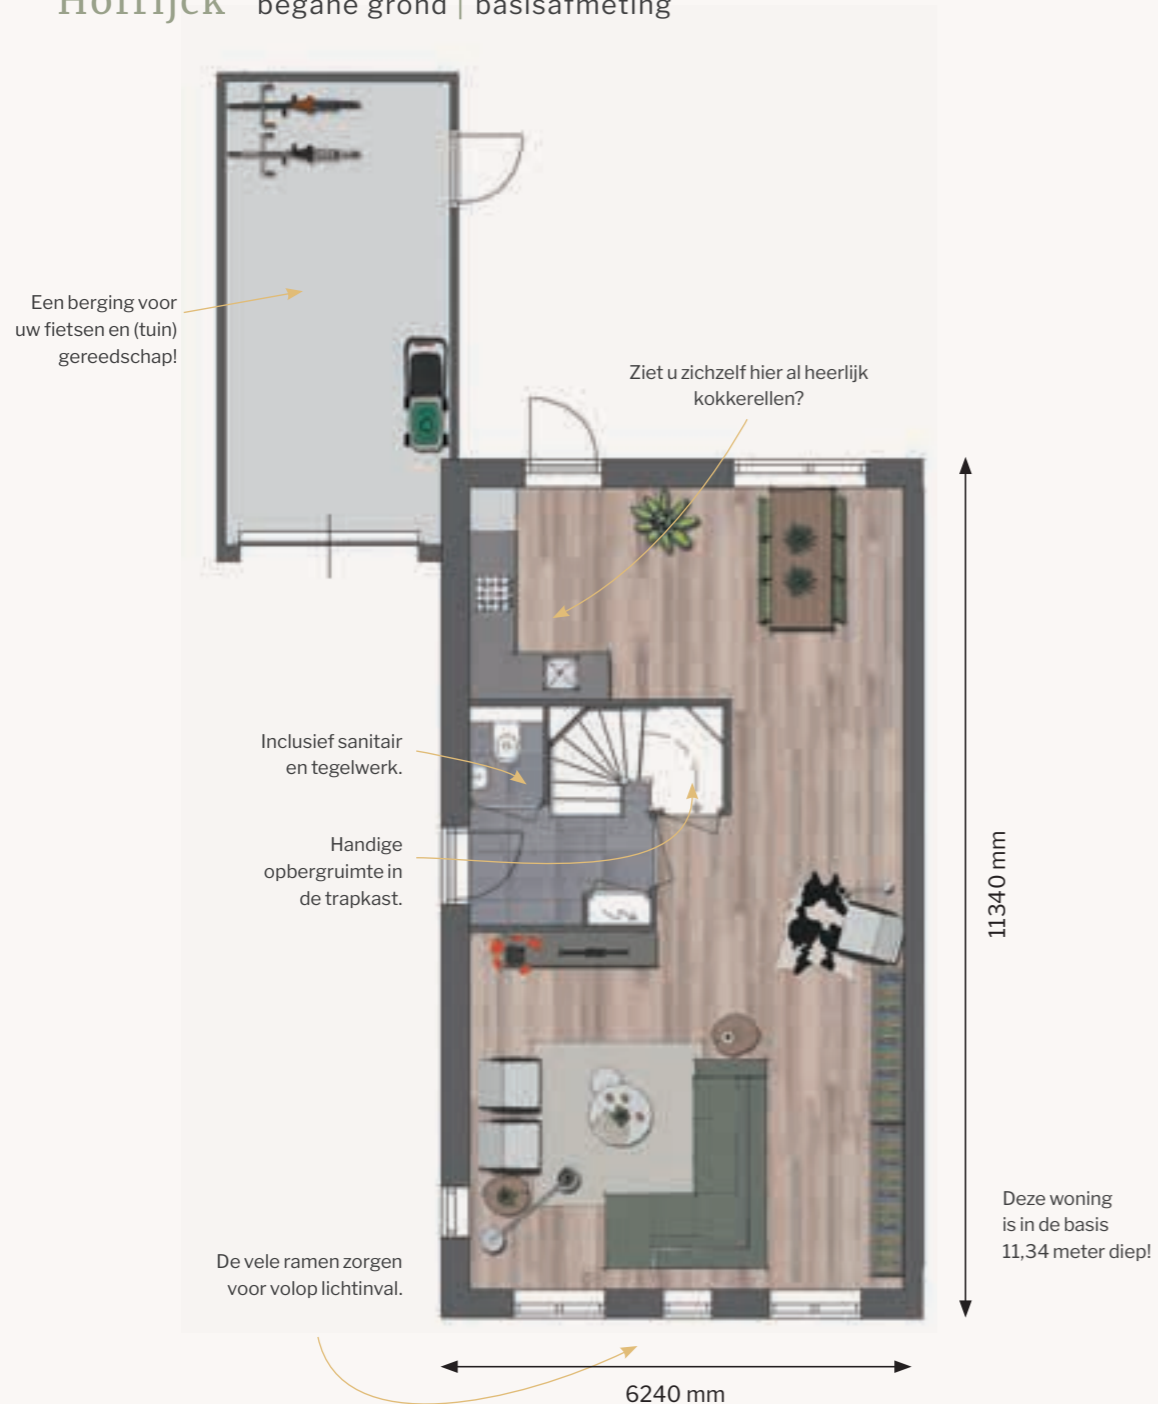 Hofrijck begane grond | basisafmeting
Een berging voor
uw fietsen en (tuin)
gereedschap!
Ziet u zichzelf hier al heerlijk
kokkerellen?
Inclusief sanitair
en tegelwerk.
Handige
opbergruimte in
de trapkast.
11340 mm
Deze woning
is in de basis
11,34 meter diep!
De vele ramen zorgen
voor volop lichtinval.
6240 mm